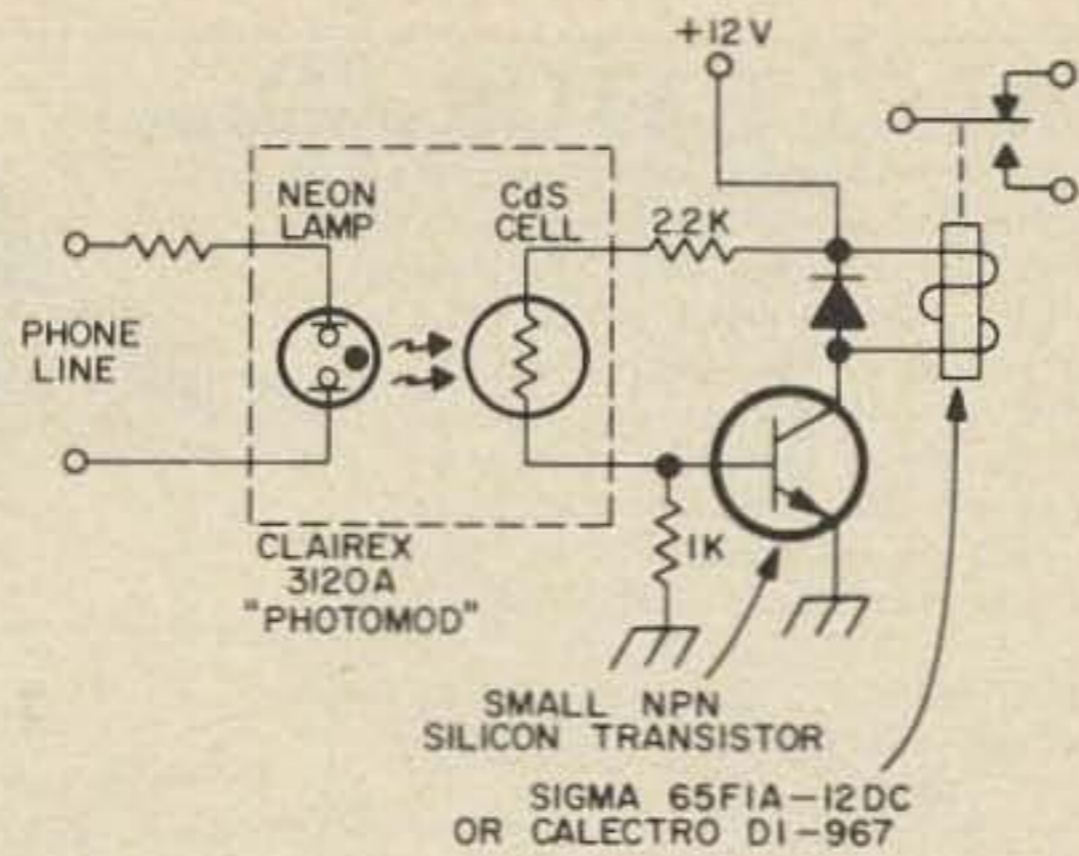 +12V
NEON
LAMP
CdS
CELL
2.2K
PHONE
LINE
1K
CLAIREX
3120A
"PHOTOMOD"
SMALL NPN
SILICON TRANSISTOR
SIGMA 65F1A-12DC
OR CALECTRO D1-967